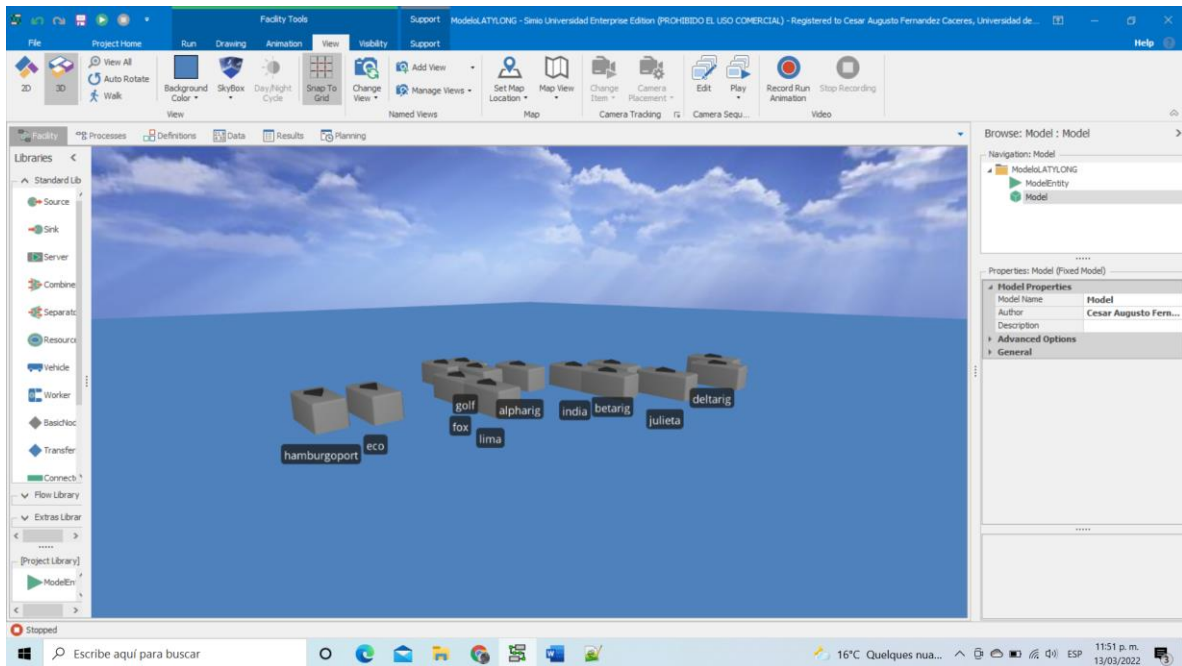 Facility Tools
Support
ModeloLATYLONG - Simio Universidad Enterprise Edition (PROHIBIDO EL USO COMERCIAL) - Registered to Cesar Augusto Fernandez Caceres, Universidad de...
File
Project Home
Run
Drawing
Animation
View
Visibility
Support
Help
2D
3D
View All
Auto Rotate
Walk
Background Color
SkyBox
Day/Night Cycle
Snap To Grid
Change View
Add View
Manage Views
Set Map Location
Map View
Change Item
Camera Placement
Edit
Play
Record Run Animation
Stop Recording
View
Named Views
Map
Camera Tracking
Camera Sequ...
Video
Facility
Processes
Definitions
Data
Results
Planning
Libraries
Standard Lib
Source
Sink
Server
Combine
Separato
Resource
Vehicle
Worker
BasicNoc
Transfer
Connecto
Flow Library
Extras Librar
[Project Library]
ModelEn
hamburgoport
eco
golf
fox
lima
alpharig
india
betarig
julieta
deltarig
Browse: Model : Model
Navigation: Model
ModeloLATYLONG
ModelEntity
Model
Properties: Model (Fixed Model)
Model Properties
Model Name Model
Author Cesar Augusto Fern...
Description
Advanced Options
General
Stopped
Escribe aquí para buscar
16°C Quelques nua...
ESP
11:51 p. m.
13/03/2022